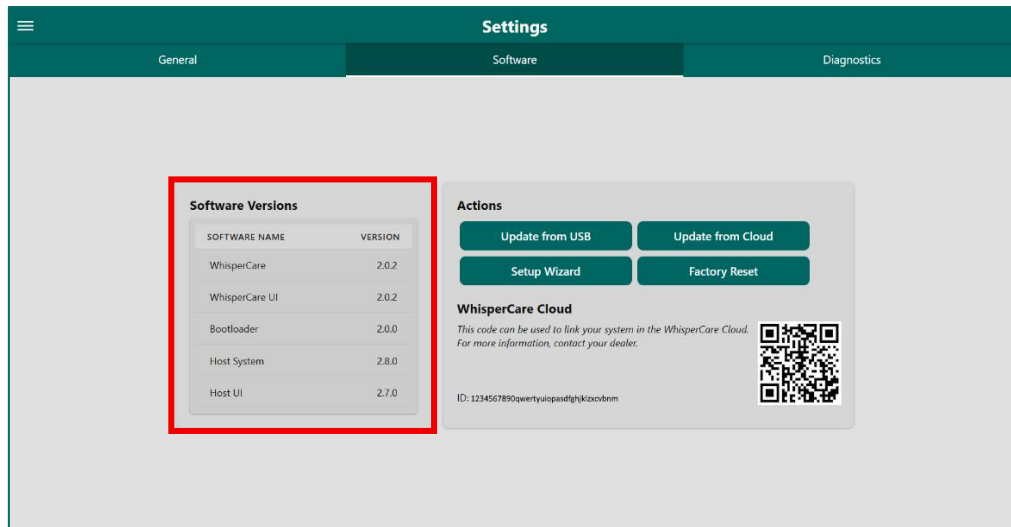 Settings
General Software Diagnostics
Software Versions
SOFTWARE NAME VERSION
WhisperCare 2.0.2
WhisperCare UI 2.0.2
Bootloader 2.0.0
Host System 2.8.0
Host UI 2.7.0
Actions
Update from USB Update from Cloud
Setup Wizard Factory Reset
WhisperCare Cloud
This code can be used to link your system in the WhisperCare Cloud.
For more information, contact your dealer.
ID: 1234567890qwertyuiopasdfghjklzxcvbnm